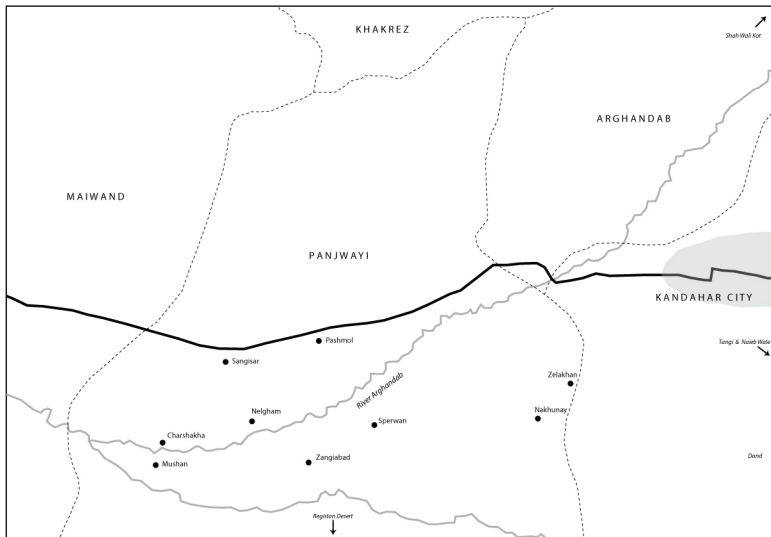 KHAKREZ
Shah Wali Kot
ARGHANDAB
MAIWAND
PANJWAYI
KANDAHAR CITY
Pashmol
Tangi & Nawb Wale
Sangisar
River Arghandab
Zelakhan
Nelgham
Sperwan
Nakhunay
Charshakha
Mushan
Zangiabad
Dand
Registan Desert